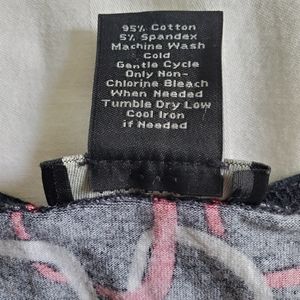 95% Cotton
5% Spandex
Machine Wash
Cold
Gentle Cycle
Only Non-
Chlorine Bleach
When Needed
Tumble Dry Low
Cool Iron
if Needed